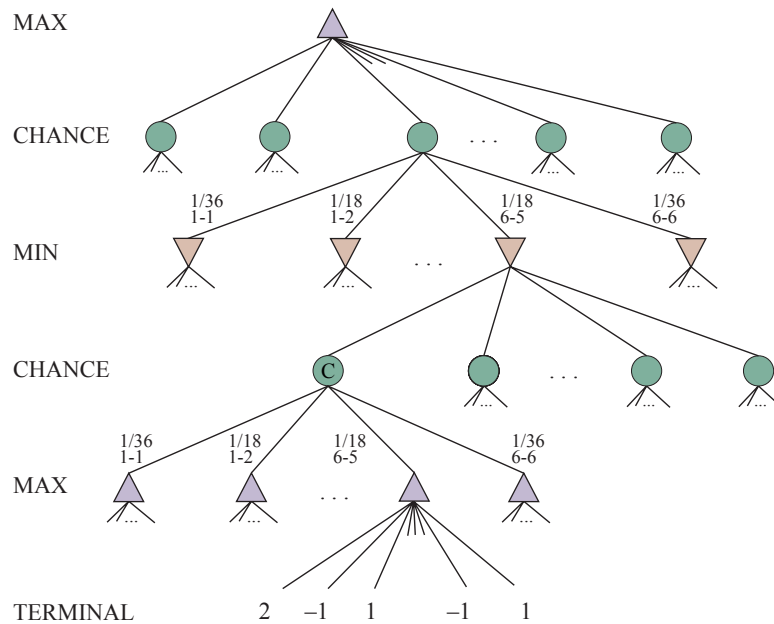 MAX
CHANCE
. . .
...
...
...
...
1/36
1-1
1/18
1-2
1/18
6-5
1/36
6-6
MIN
. . .
...
...
...
CHANCE
C
. . .
...
...
...
1/36
1-1
1/18
1-2
1/18
6-5
1/36
6-6
MAX
. . .
...
...
...
TERMINAL 2 –1 1 –1 1